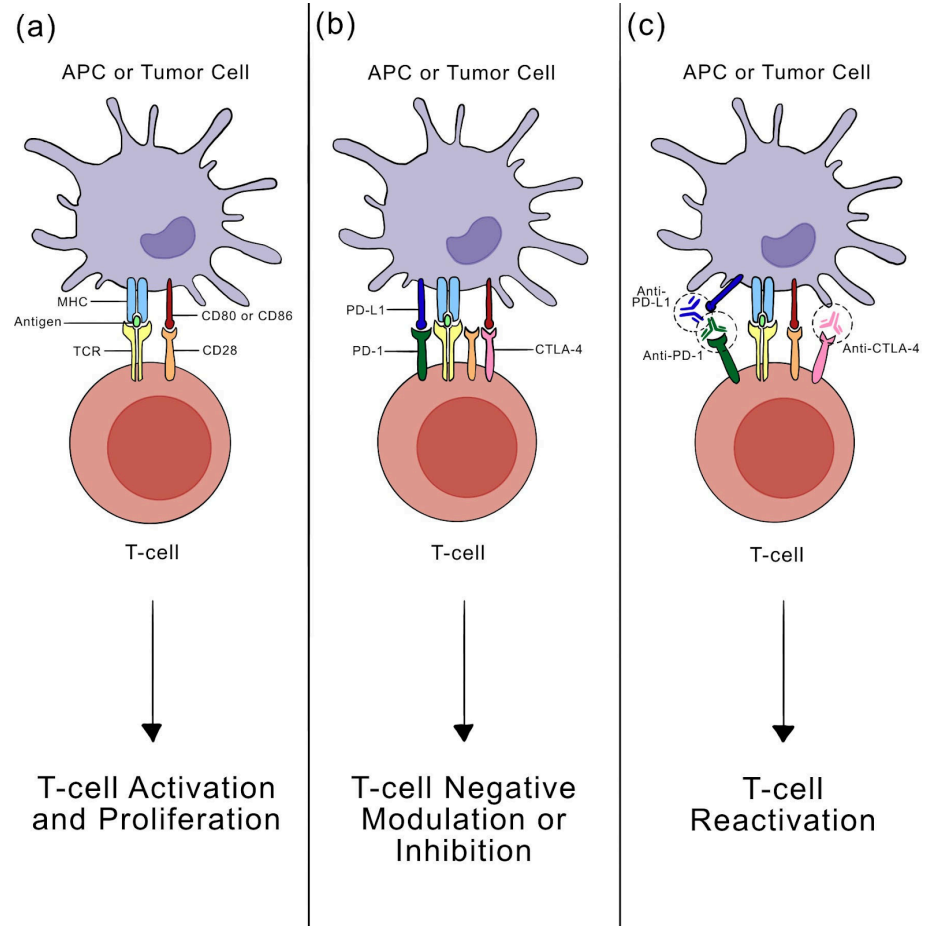 (a)
APC or Tumor Cell
MHC
Antigen
TCR
CD80 or CD86
CD28
T-cell
T-cell Activation
and Proliferation
(b)
APC or Tumor Cell
PD-L1
PD-1
CTLA-4
T-cell
T-cell Negative
Modulation or
Inhibition
(c)
APC or Tumor Cell
Anti-
PD-L1
Anti-PD-1
Anti-CTLA-4
T-cell
T-cell
Reactivation